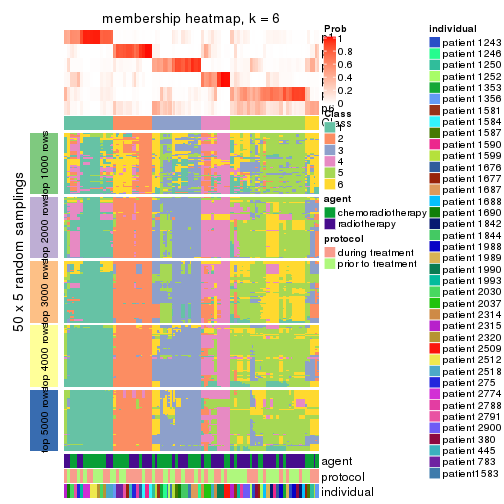 membership heatmap, k = 6
Prob
1
0.8
0.6
0.4
0.2
0
Class
1
2
3
4
5
6
agent
chemoradiotherapy
radiotherapy
protocol
during treatment
prior to treatment
individual
patient 1243
patient 1246
patient 1250
patient 1252
patient 1353
patient 1356
patient 1581
patient 1584
patient 1587
patient 1590
patient 1599
patient 1676
patient 1677
patient 1687
patient 1688
patient 1690
patient 1842
patient 1844
patient 1988
patient 1989
patient 1990
patient 1993
patient 2030
patient 2037
patient 2314
patient 2315
patient 2320
patient 2509
patient 2512
patient 2518
patient 275
patient 2774
patient 2788
patient 2791
patient 2900
patient 380
patient 445
patient 783
patient1583
50 x 5 random samplings
top 1000 rows
top 2000 rows
top 3000 rows
top 4000 rows
top 5000 rows
agent
protocol
individual